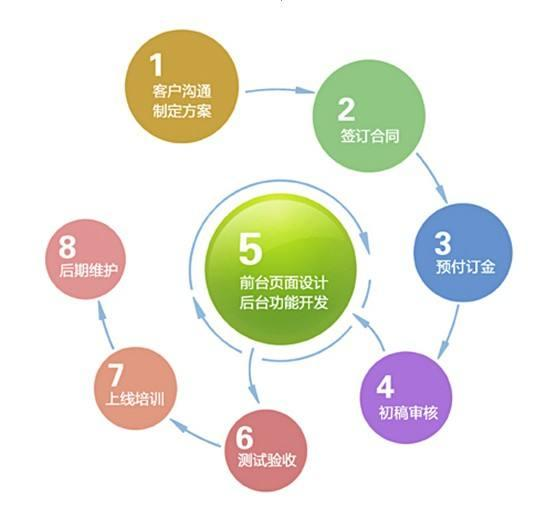 1
客户沟通
制定方案
2
签订合同
3
预付订金
4
初稿审核
5
前台页面设计
后台功能开发
6
测试验收
7
上线培训
8
后期维护